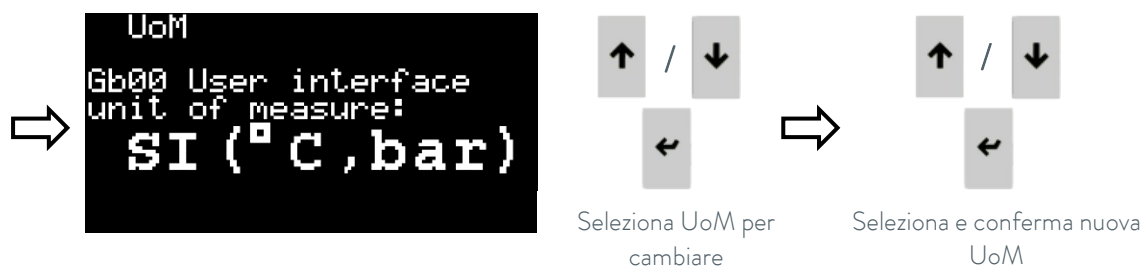 UoM
Gb00 User interface
unit of measure:
SI(°C,bar)
/
/
Seleziona UoM per
cambiare
Seleziona e conferma nuova
UoM